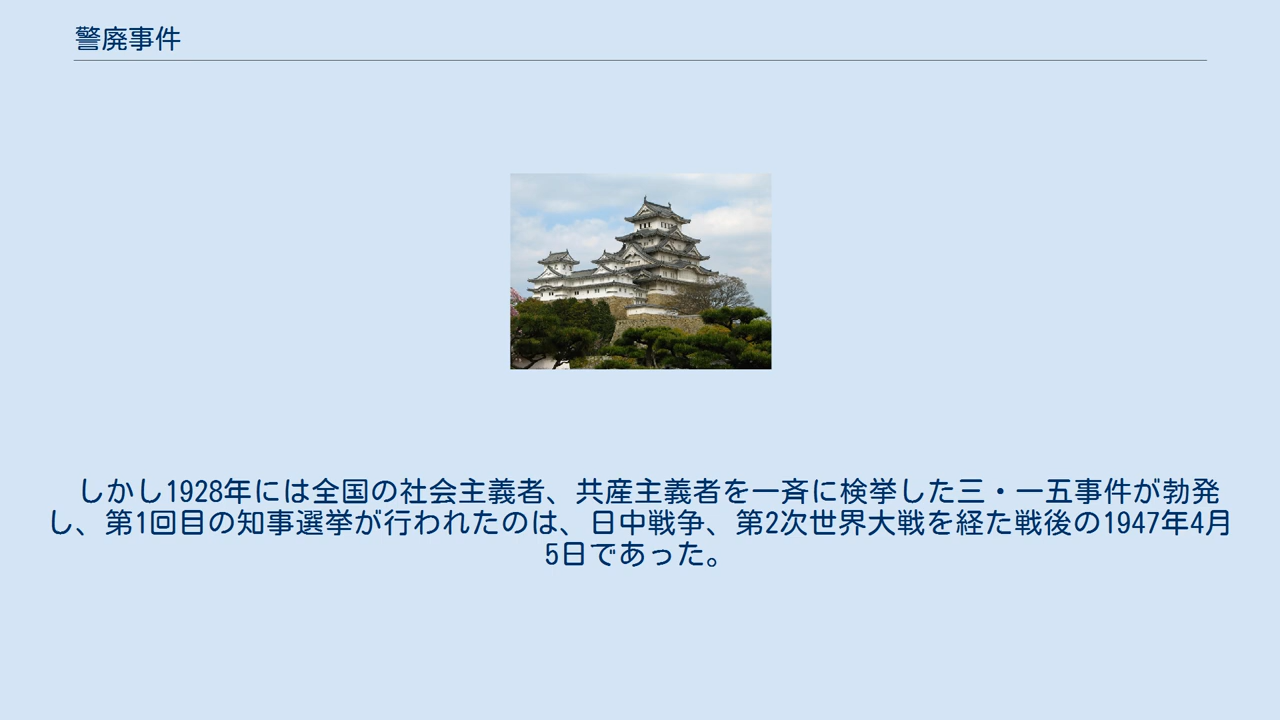 警廃事件
しかし1928年には全国の社会主義者、共産主義者を一斉に検挙した三・一五事件が勃発
し、第1回目の知事選挙が行われたのは、日中戦争、第2次世界大戦を経た戦後の1947年4月
5日であった。